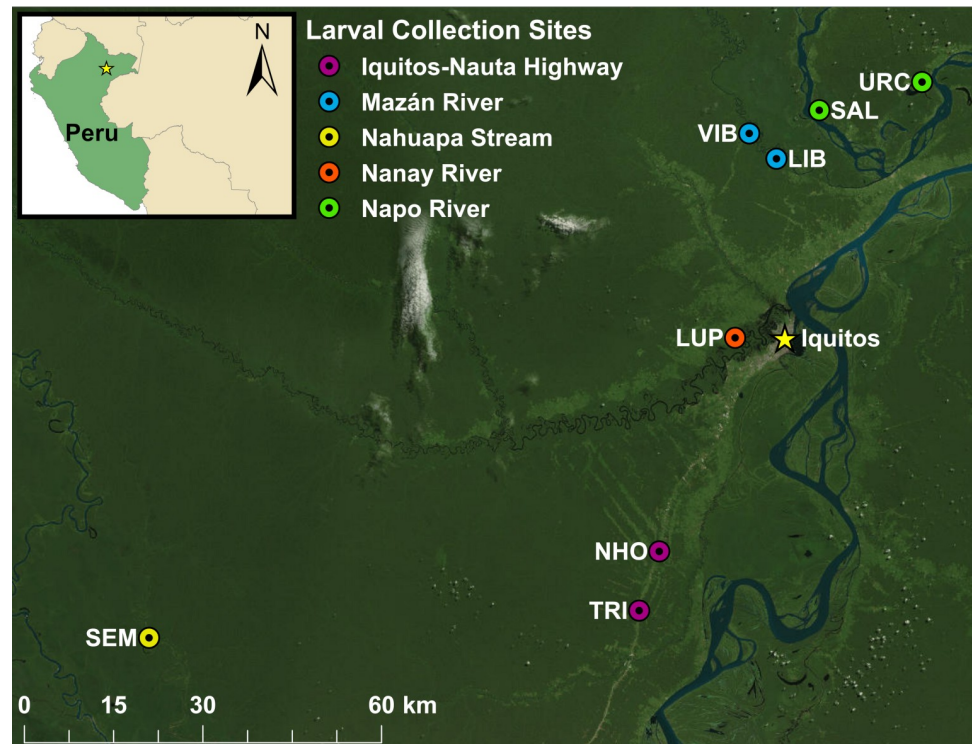 N
Peru
Larval Collection Sites
Iquitos-Nauta Highway
Mazán River
Nahuapa Stream
Nanay River
Napo River
URC
SAL
VIB
LIB
LUP
Iquitos
NHO
TRI
SEM
0 15 30 60 km